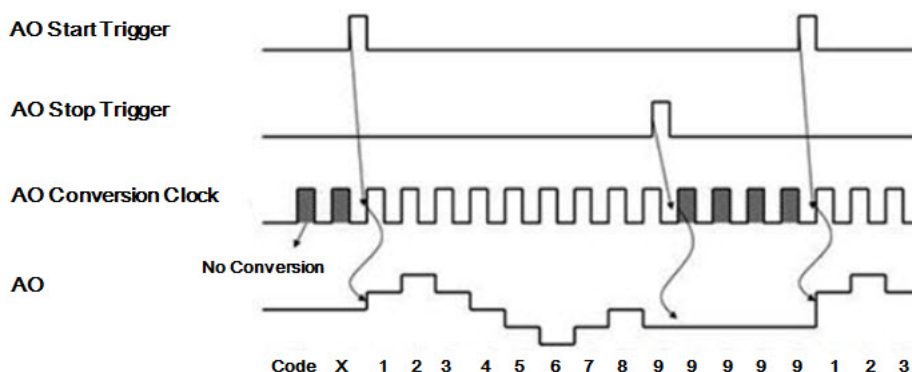 AO Start Trigger
AO Stop Trigger
AO Conversion Clock
No Conversion
AO
Code X 1 2 3 4 5 6 7 8 9 9 9 9 9 1 2 3